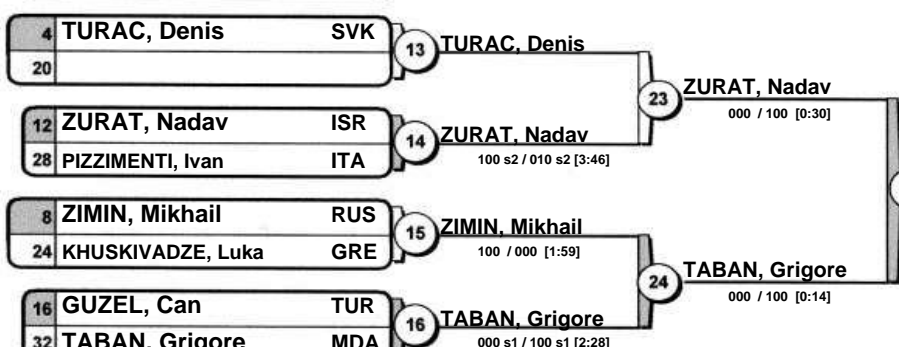 4 TURAC, Denis SVK
20
13 TURAC, Denis
12 ZURAT, Nadav ISR
28 PIZZIMENTI, Ivan ITA
14 ZURAT, Nadav
100 s2 / 010 s2 [3:46]
23 ZURAT, Nadav
000 / 100 [0:30]
8 ZIMIN, Mikhail RUS
24 KHUSKIVADZE, Luka GRE
15 ZIMIN, Mikhail
100 / 000 [1:59]
16 GUZEL, Can TUR
32 TABAN, Grigore MDA
16 TABAN, Grigore
000 s1 / 100 s1 [2:28]
24 TABAN, Grigore
000 / 100 [0:14]